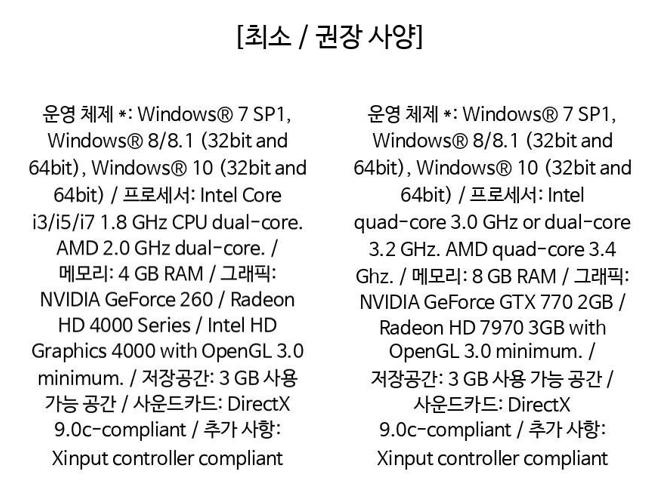 [최소 / 권장 사양]
운영 체제 *: Windows® 7 SP1,
Windows® 8/8.1 (32bit and
64bit), Windows® 10 (32bit and
64bit) / 프로세서: Intel Core
i3/i5/i7 1.8 GHz CPU dual-core.
AMD 2.0 GHz dual-core. /
메모리: 4 GB RAM / 그래픽:
NVIDIA GeForce 260 / Radeon
HD 4000 Series / Intel HD
Graphics 4000 with OpenGL 3.0
minimum. / 저장공간: 3 GB 사용
가능 공간 / 사운드카드: DirectX
9.0c-compliant / 추가 사항:
Xinput controller compliant
운영 체제 *: Windows® 7 SP1,
Windows® 8/8.1 (32bit and
64bit), Windows® 10 (32bit and
64bit) / 프로세서: Intel
quad-core 3.0 GHz or dual-core
3.2 GHz. AMD quad-core 3.4
Ghz. / 메모리: 8 GB RAM / 그래픽:
NVIDIA GeForce GTX 770 2GB /
Radeon HD 7970 3GB with
OpenGL 3.0 minimum. /
저장공간: 3 GB 사용 가능 공간 /
사운드카드: DirectX
9.0c-compliant / 추가 사항:
Xinput controller compliant